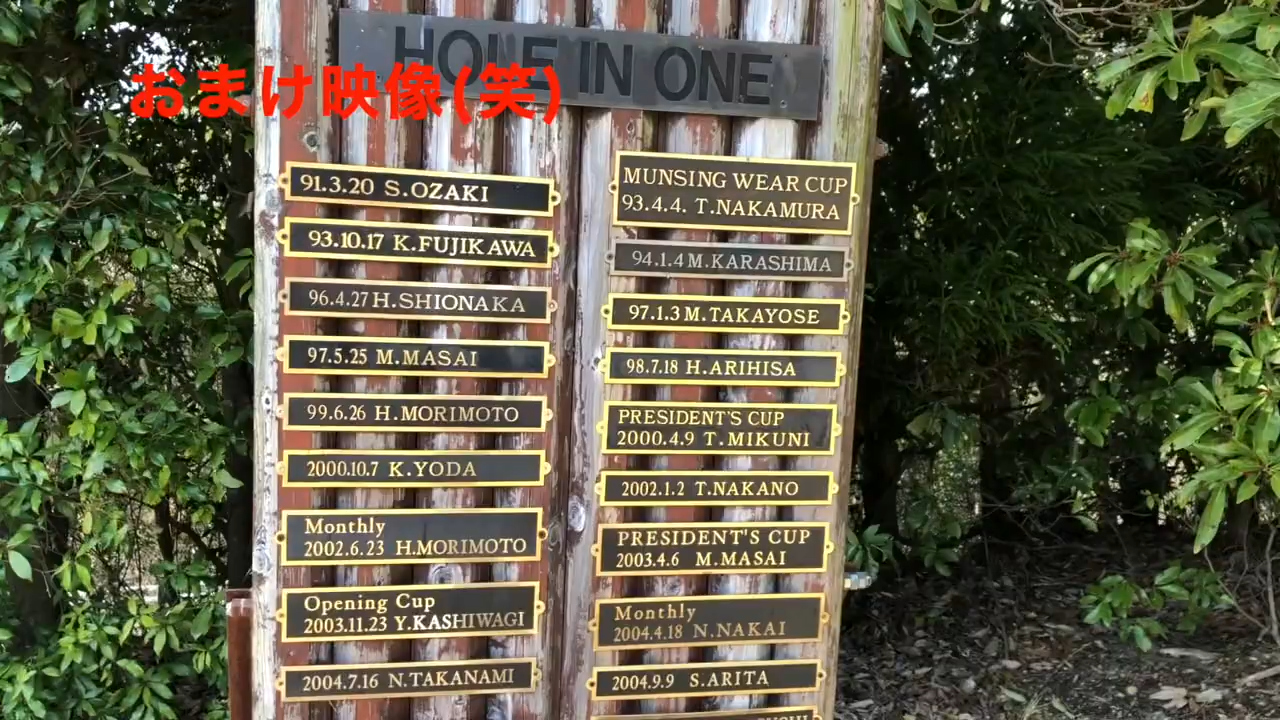 HOLE IN ONE
おまけ映像(笑)
91.3.20 S.OZAKI
93.10.17 K.FUJIKAWA
96.4.27 H.SHIONAKA
97.5.25 M.MASAI
99.6.26 H.MORIMOTO
2000.10.7 K.YODA
Monthly
2002.6.23 H.MORIMOTO
Opening Cup
2003.11.23 Y.KASHIWAGI
2004.7.16 N.TAKANAMI
MUNSING WEAR CUP
93.4.4. T.NAKAMURA
94.1.4 M.KARASHIMA
97.1.3 M.TAKAYOSE
98.7.18 H.ARIHISA
PRESIDENT'S CUP
2000.4.9 T.MIKUNI
2002.1.2 T.NAKANO
PRESIDENT'S CUP
2003.4.6 M.MASAI
Monthly
2004.4.18 N.NAKAI
2004.9.9 S.ARITA